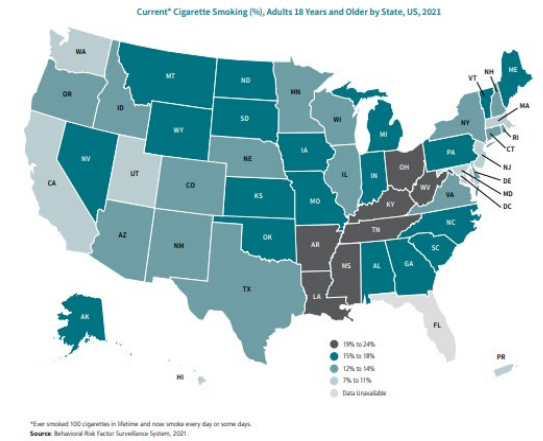 Current* Cigarette Smoking (%), Adults 18 Years and Older by State, US, 2021
WA
OR
ID
MT
ND
MN
WI
MI
VT
NH
ME
MA
NY
RI
CT
NJ
DE
MD
DC
PA
SD
WY
NV
CA
UT
CO
NE
IA
IL
IN
OH
WV
VA
KY
KS
MO
TN
NC
SC
AZ
NM
OK
AR
MS
AL
GA
TX
LA
FL
AK
HI
PR
19% to 24%
15% to 18%
12% to 14%
7% to 11%
Data Unavailable
*Ever smoked 100 cigarettes in lifetime and now smoke every day or some days.
Source: Behavioral Risk Factor Surveillance System, 2021.